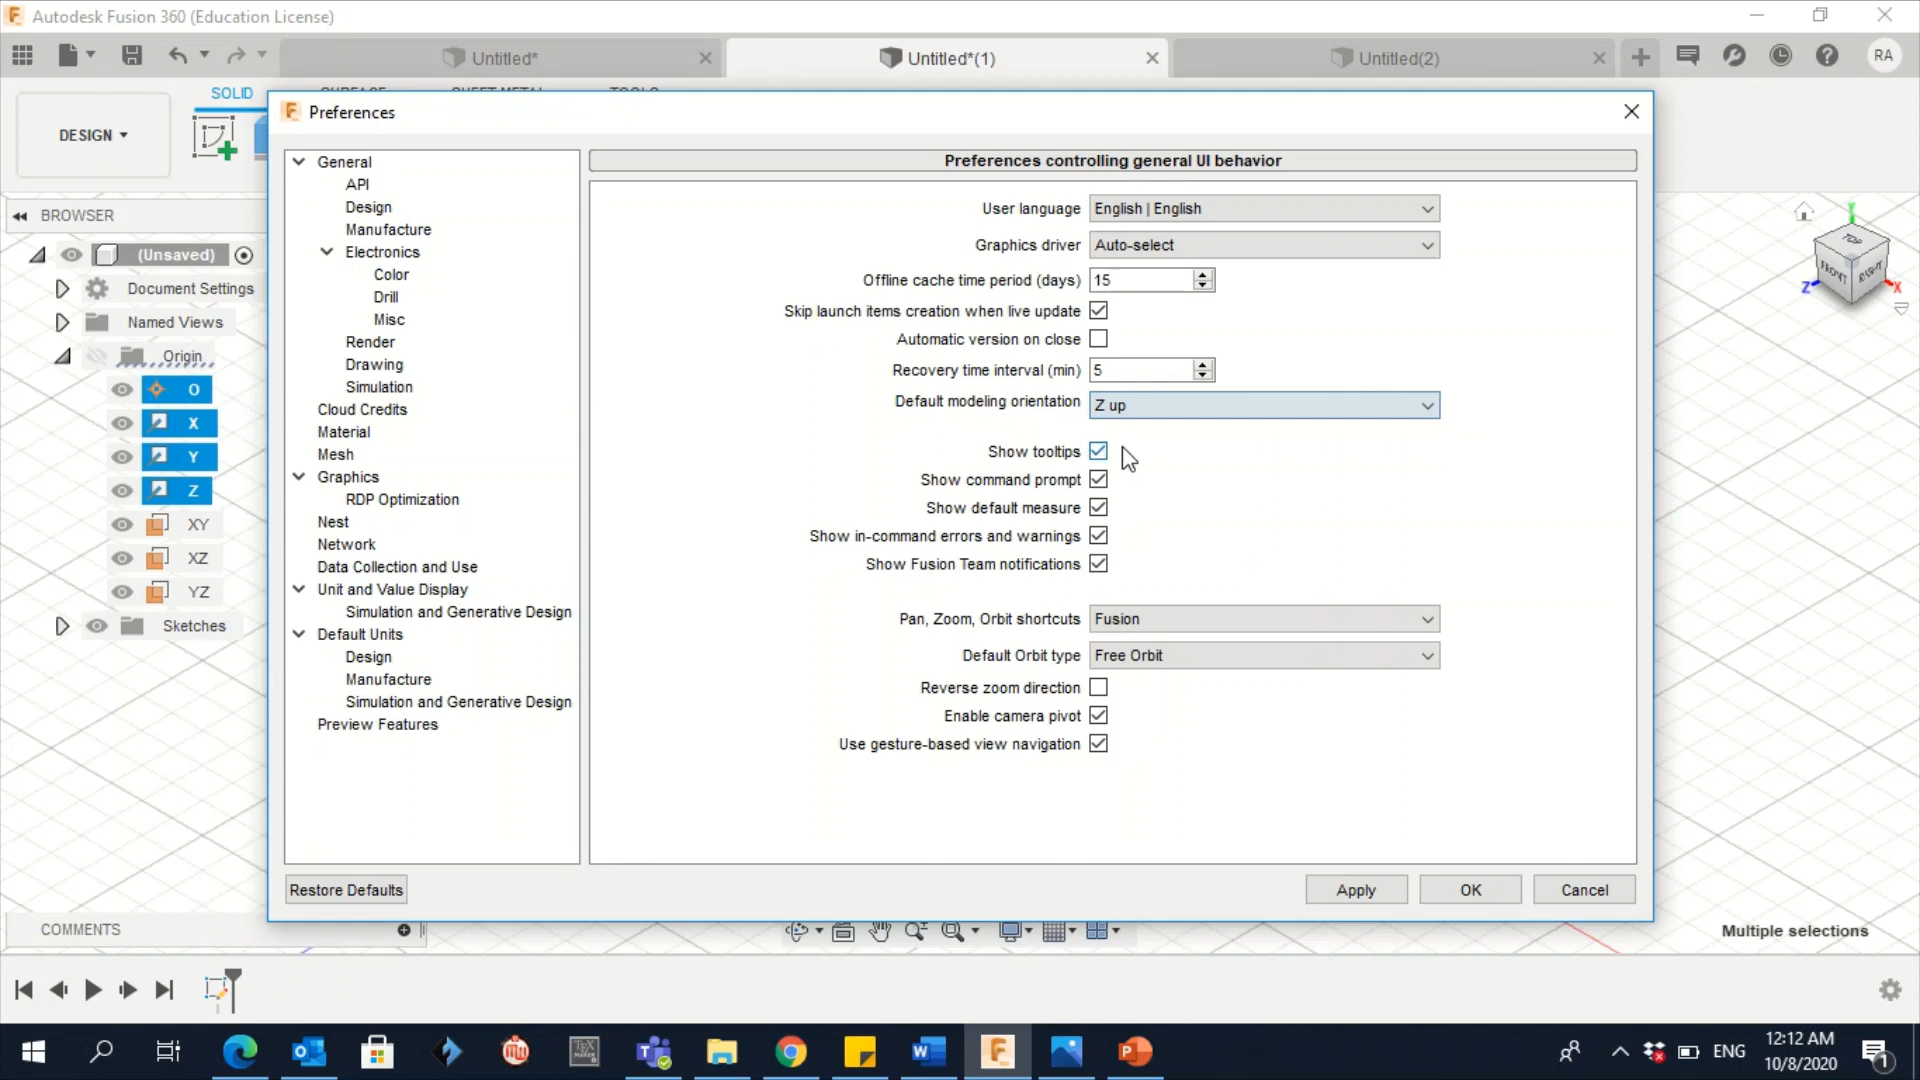 Autodesk Fusion 360 (Education License)
Untitled*
Untitled*(1)
Untitled(2)
RA
DESIGN
SOLID
SURFACE
SHEET METAL
TOOLS
Preferences
BROWSER
(Unsaved)
Document Settings
Named Views
Origin
O
X
Y
Z
XY
XZ
YZ
Sketches
General
API
Design
Manufacture
Electronics
Color
Drill
Misc
Render
Drawing
Simulation
Cloud Credits
Material
Mesh
Graphics
RDP Optimization
Nest
Network
Data Collection and Use
Unit and Value Display
Simulation and Generative Design
Default Units
Design
Manufacture
Simulation and Generative Design
Preview Features
Preferences controlling general UI behavior
User language English | English
Graphics driver Auto-select
Offline cache time period (days) 15
Skip launch items creation when live update
Automatic version on close
Recovery time interval (min) 5
Default modeling orientation Z up
Show tooltips
Show command prompt
Show default measure
Show in-command errors and warnings
Show Fusion Team notifications
Pan, Zoom, Orbit shortcuts Fusion
Default Orbit type Free Orbit
Reverse zoom direction
Enable camera pivot
Use gesture-based view navigation
Restore Defaults
Apply
OK
Cancel
Y
TOP
FRONT
RIGHT
Z
X
COMMENTS
Multiple selections
ENG
12:12 AM
10/8/2020
1